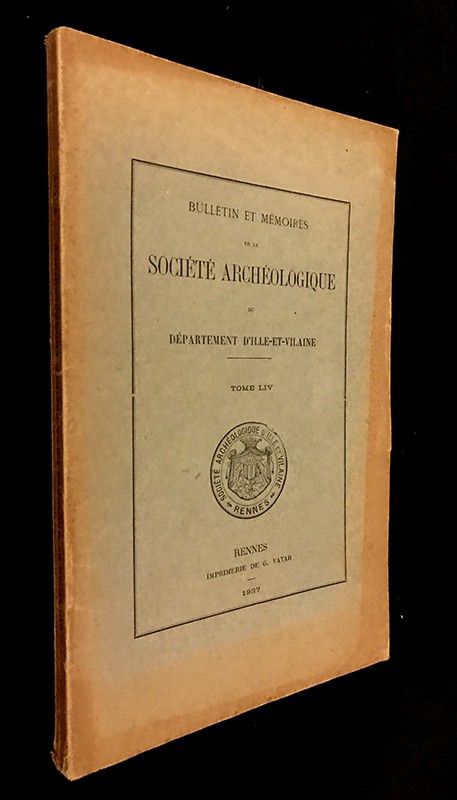 BULLETIN ET MÉMOIRES
DE LA
SOCIÉTÉ ARCHÉOLOGIQUE
DU
DÉPARTEMENT D'ILLE-ET-VILAINE
TOME LIV
SOCIÉTÉ ARCHÉOLOGIQUE D'ILLE ET VILAINE
RENNES
RENNES
IMPRIMERIE DE G. VATAR
1927